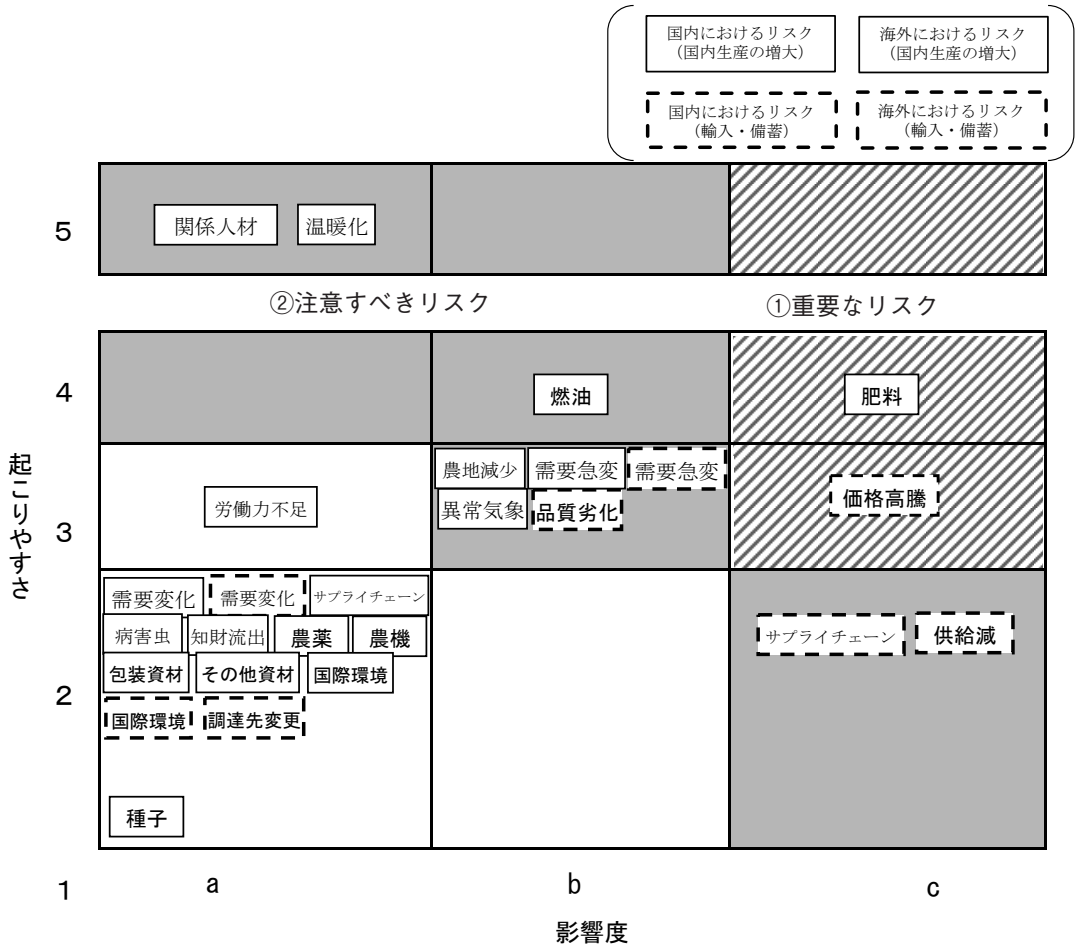 国内におけるリスク
(国内生産の増大)
海外におけるリスク
(国内生産の増大)
国内におけるリスク
(輸入・備蓄)
海外におけるリスク
(輸入・備蓄)
5
関係人材
温暖化
②注意すべきリスク
①重要なリスク
4
燃油
肥料
起こりやすさ
3
労働力不足
農地減少
需要急変
需要急変
異常気象
品質劣化
価格高騰
2
需要変化
需要変化
サプライチェーン
病害虫
知財流出
農薬
農機
包装資材
その他資材
国際環境
国際環境
調達先変更
種子
サプライチェーン
供給減
1
a
b
c
影響度